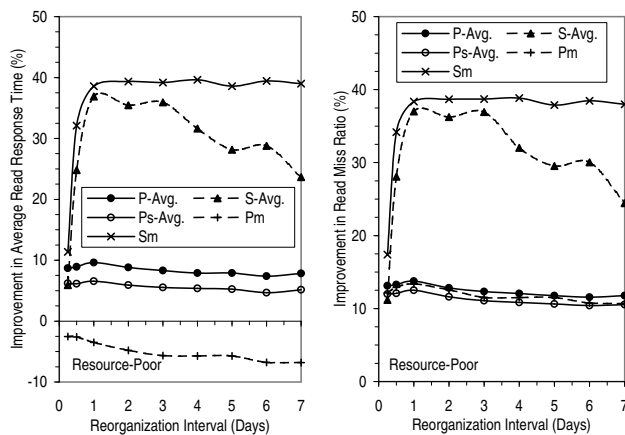 Improvement in Average Read Response Time (%)
50
40
30
20
10
0
-10
P-Avg.
S-Avg.
Ps-Avg.
Pm
Sm
Resource-Poor
0 1 2 3 4 5 6 7
Reorganization Interval (Days)
Improvement in Read Miss Ratio (%)
50
40
30
20
10
0
P-Avg.
S-Avg.
Ps-Avg.
Pm
Sm
Resource-Poor
0 1 2 3 4 5 6 7
Reorganization Interval (Days)